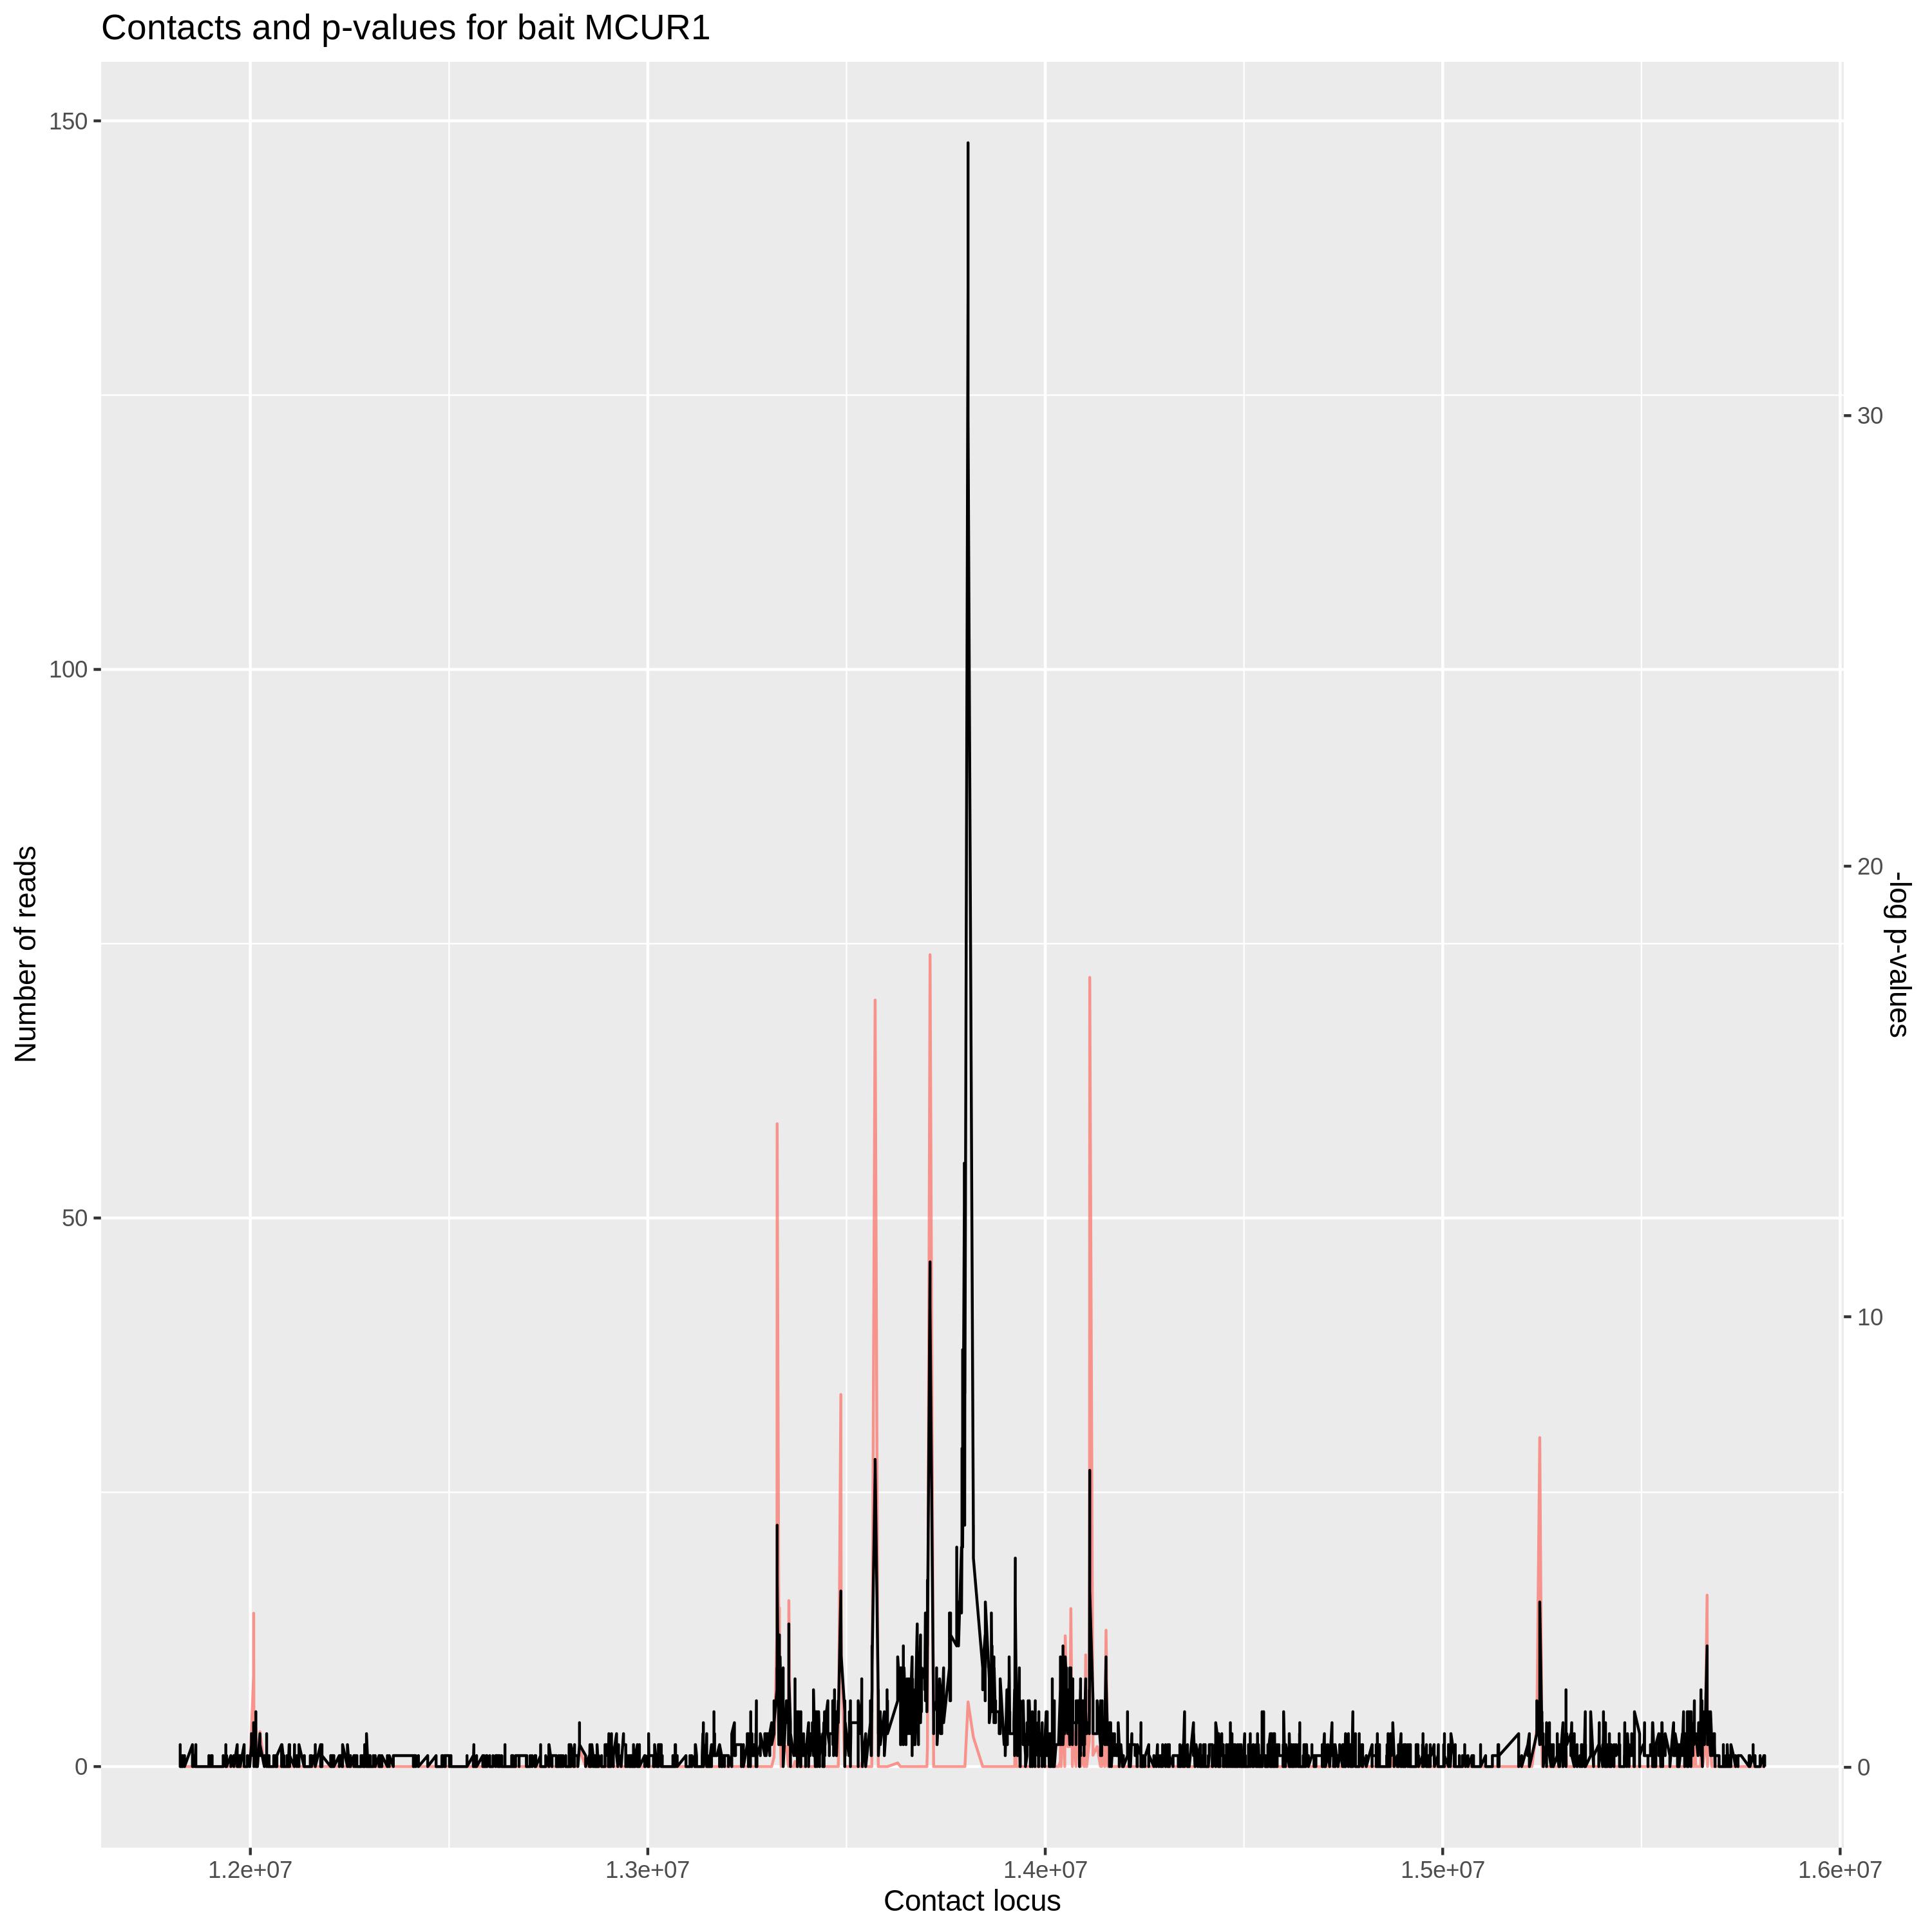 Contacts and p-values for bait MCUR1
150
100
50
0
Number of reads
30
20
10
0
-log p-values
1.2e+07
1.3e+07
1.4e+07
1.5e+07
1.6e+07
Contact locus